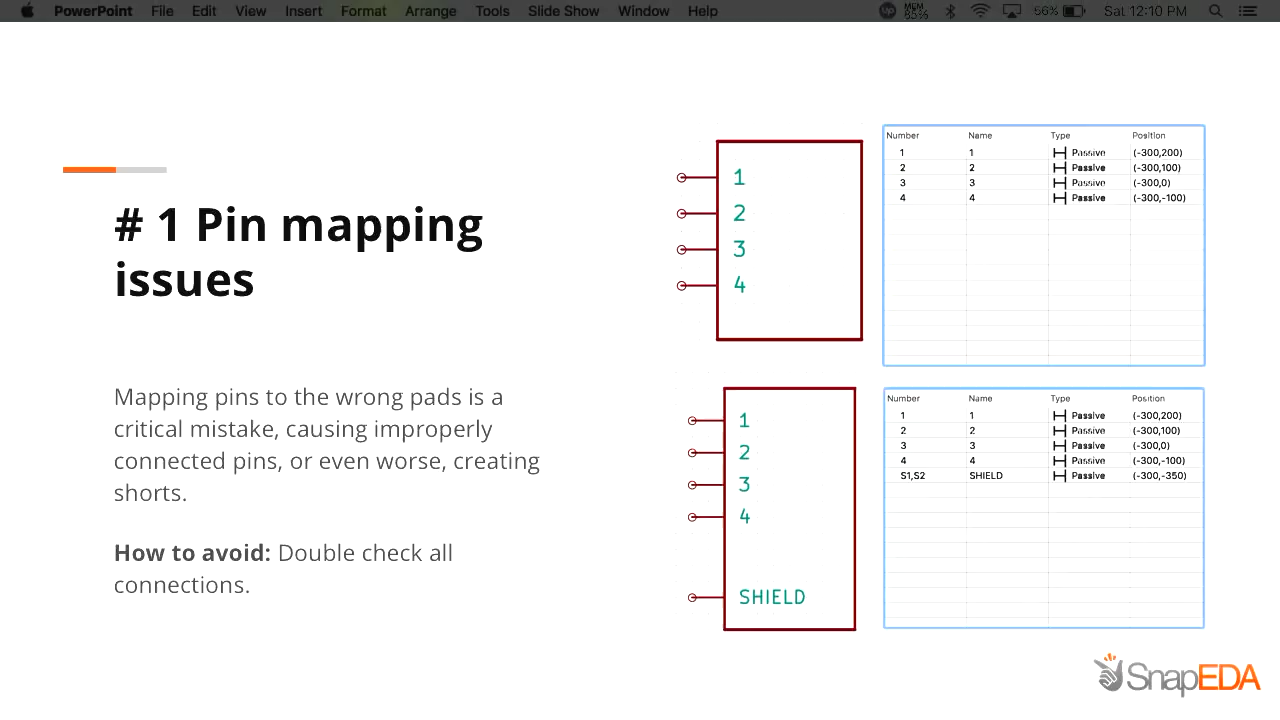 PowerPoint File Edit View Insert Format Arrange Tools Slide Show Window Help 56% Sat 12:10 PM
# 1 Pin mapping
issues
Mapping pins to the wrong pads is a
critical mistake, causing improperly
connected pins, or even worse, creating
shorts.
How to avoid: Double check all
connections.
1
2
3
4
Number Name Type Position
1 1 Passive (-300,200)
2 2 Passive (-300,100)
3 3 Passive (-300,0)
4 4 Passive (-300,-100)
1
2
3
4
SHIELD
Number Name Type Position
1 1 Passive (-300,200)
2 2 Passive (-300,100)
3 3 Passive (-300,0)
4 4 Passive (-300,-100)
S1,S2 SHIELD Passive (-300,-350)
SnapEDA